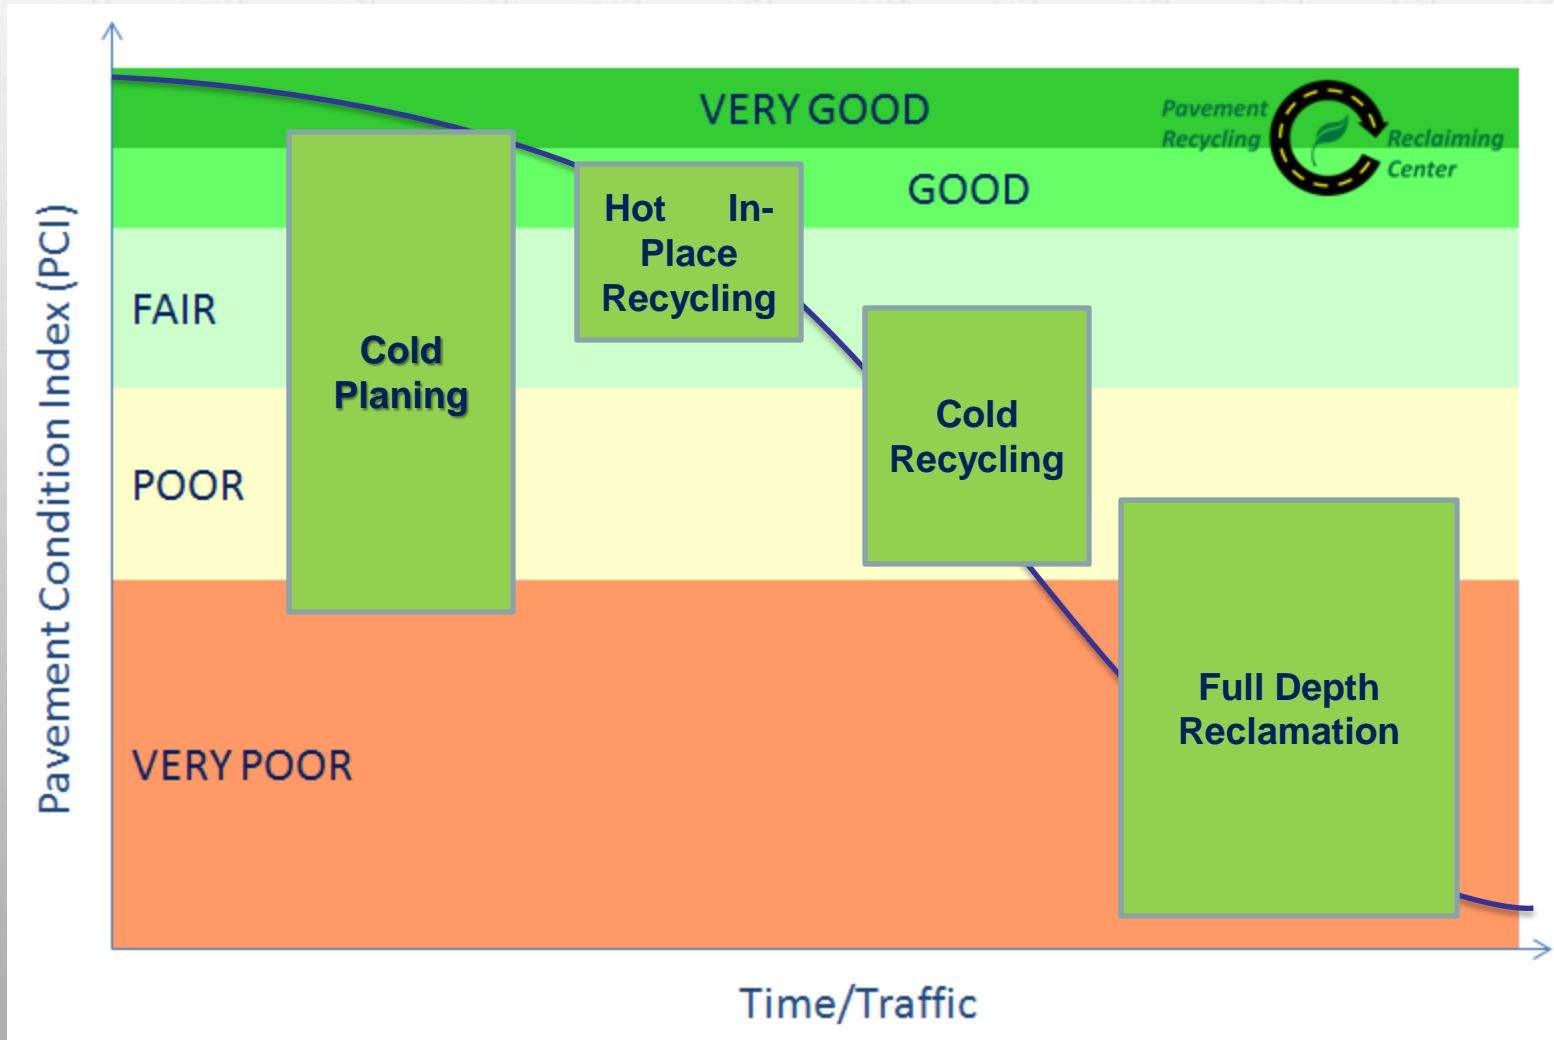 VERY GOOD
Pavement
Recycling
Reclaiming
Center
GOOD
Hot In-
Place
Recycling
FAIR
Cold
Planing
Cold
Recycling
POOR
Full Depth
Reclamation
VERY POOR
Pavement Condition Index (PCI)
Time/Traffic